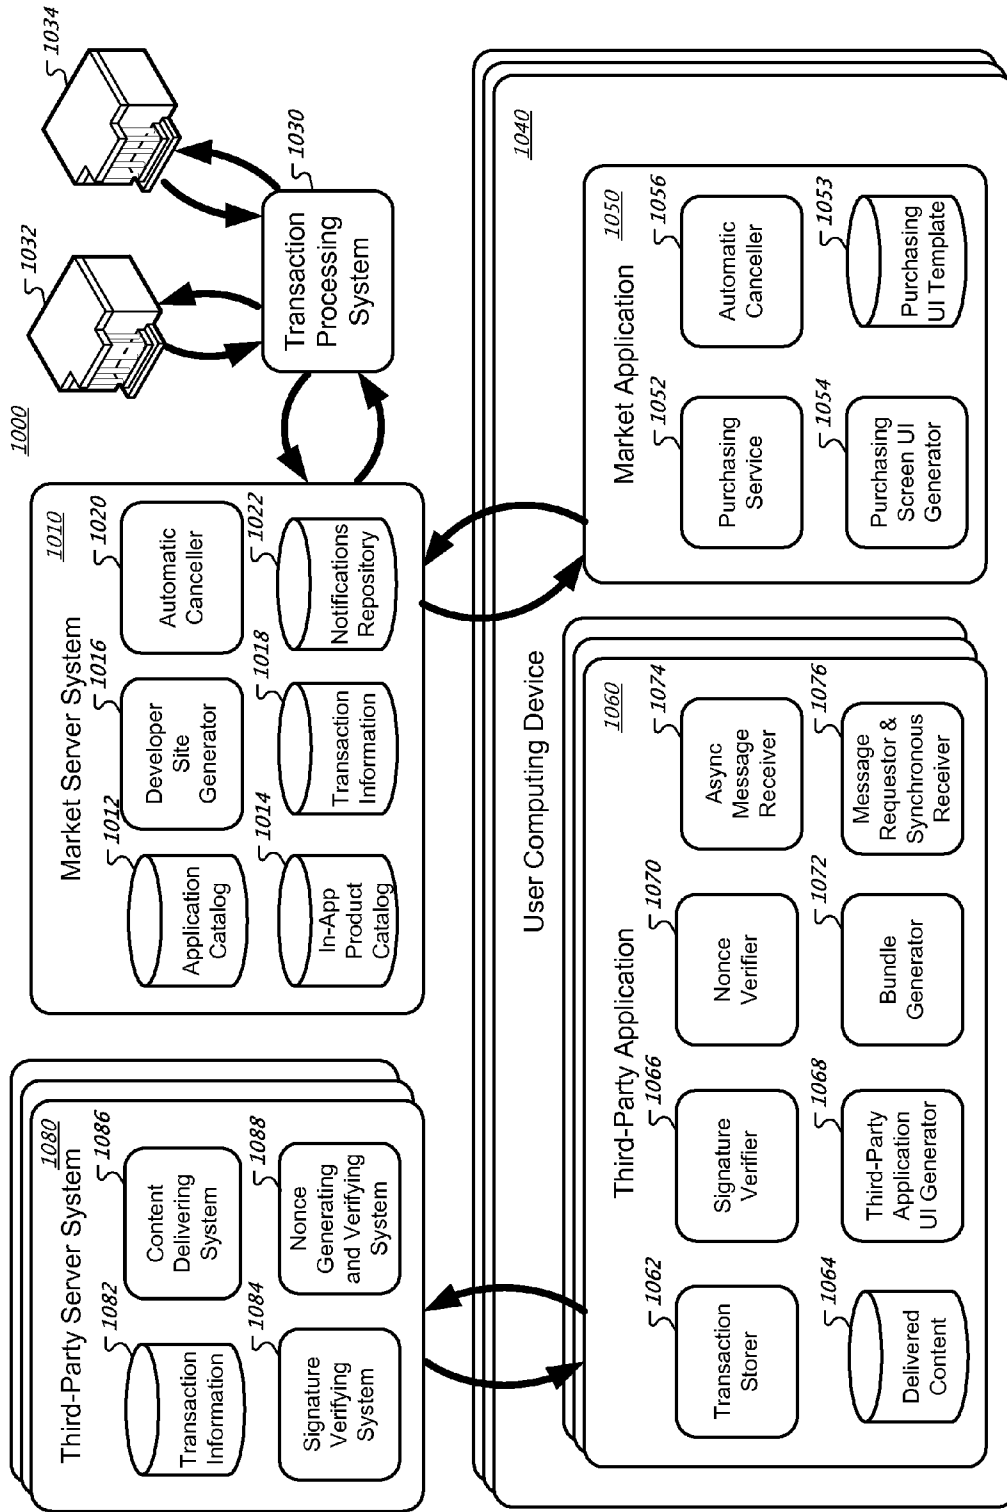 1000
Third-Party Server System
1080
Transaction
Information
1082
Content
Delivering
System
1086
Signature
Verifying
System
1084
Nonce
Generating
and Verifying
System
1088
Market Server System
1010
Application
Catalog
1012
Developer
Site
Generator
1016
Automatic
Canceller
1020
In-App
Product
Catalog
1014
Transaction
Information
1018
Notifications
Repository
1022
Transaction
Processing
System
1030
1032
1034
User Computing Device
1040
Third-Party Application
1060
Transaction
Storer
1062
Signature
Verifier
1066
Nonce
Verifier
1070
Async
Message
Receiver
1074
Delivered
Content
1064
Third-Party
Application
UI Generator
1068
Bundle
Generator
1072
Message
Requestor &
Synchronous
Receiver
1076
Market Application
1050
Purchasing
Service
1052
Automatic
Canceller
1056
Purchasing
Screen UI
Generator
1054
Purchasing
UI Template
1053